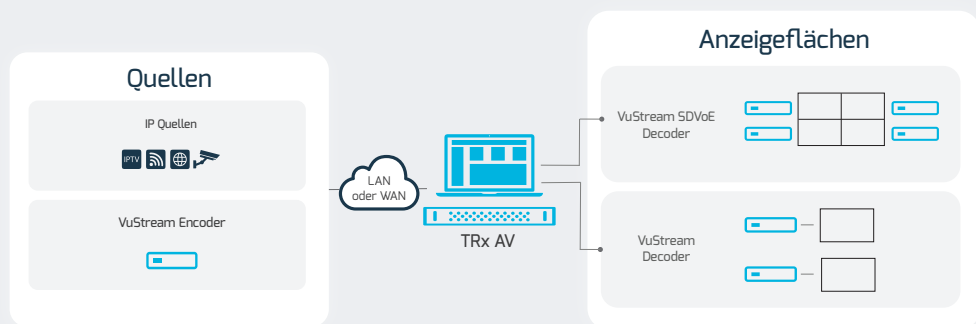 Quellen
IP Quellen
IPTV
VuStream Encoder
LAN
oder WAN
TRx AV
Anzeigeflächen
VuStream SDVoE
Decoder
VuStream
Decoder